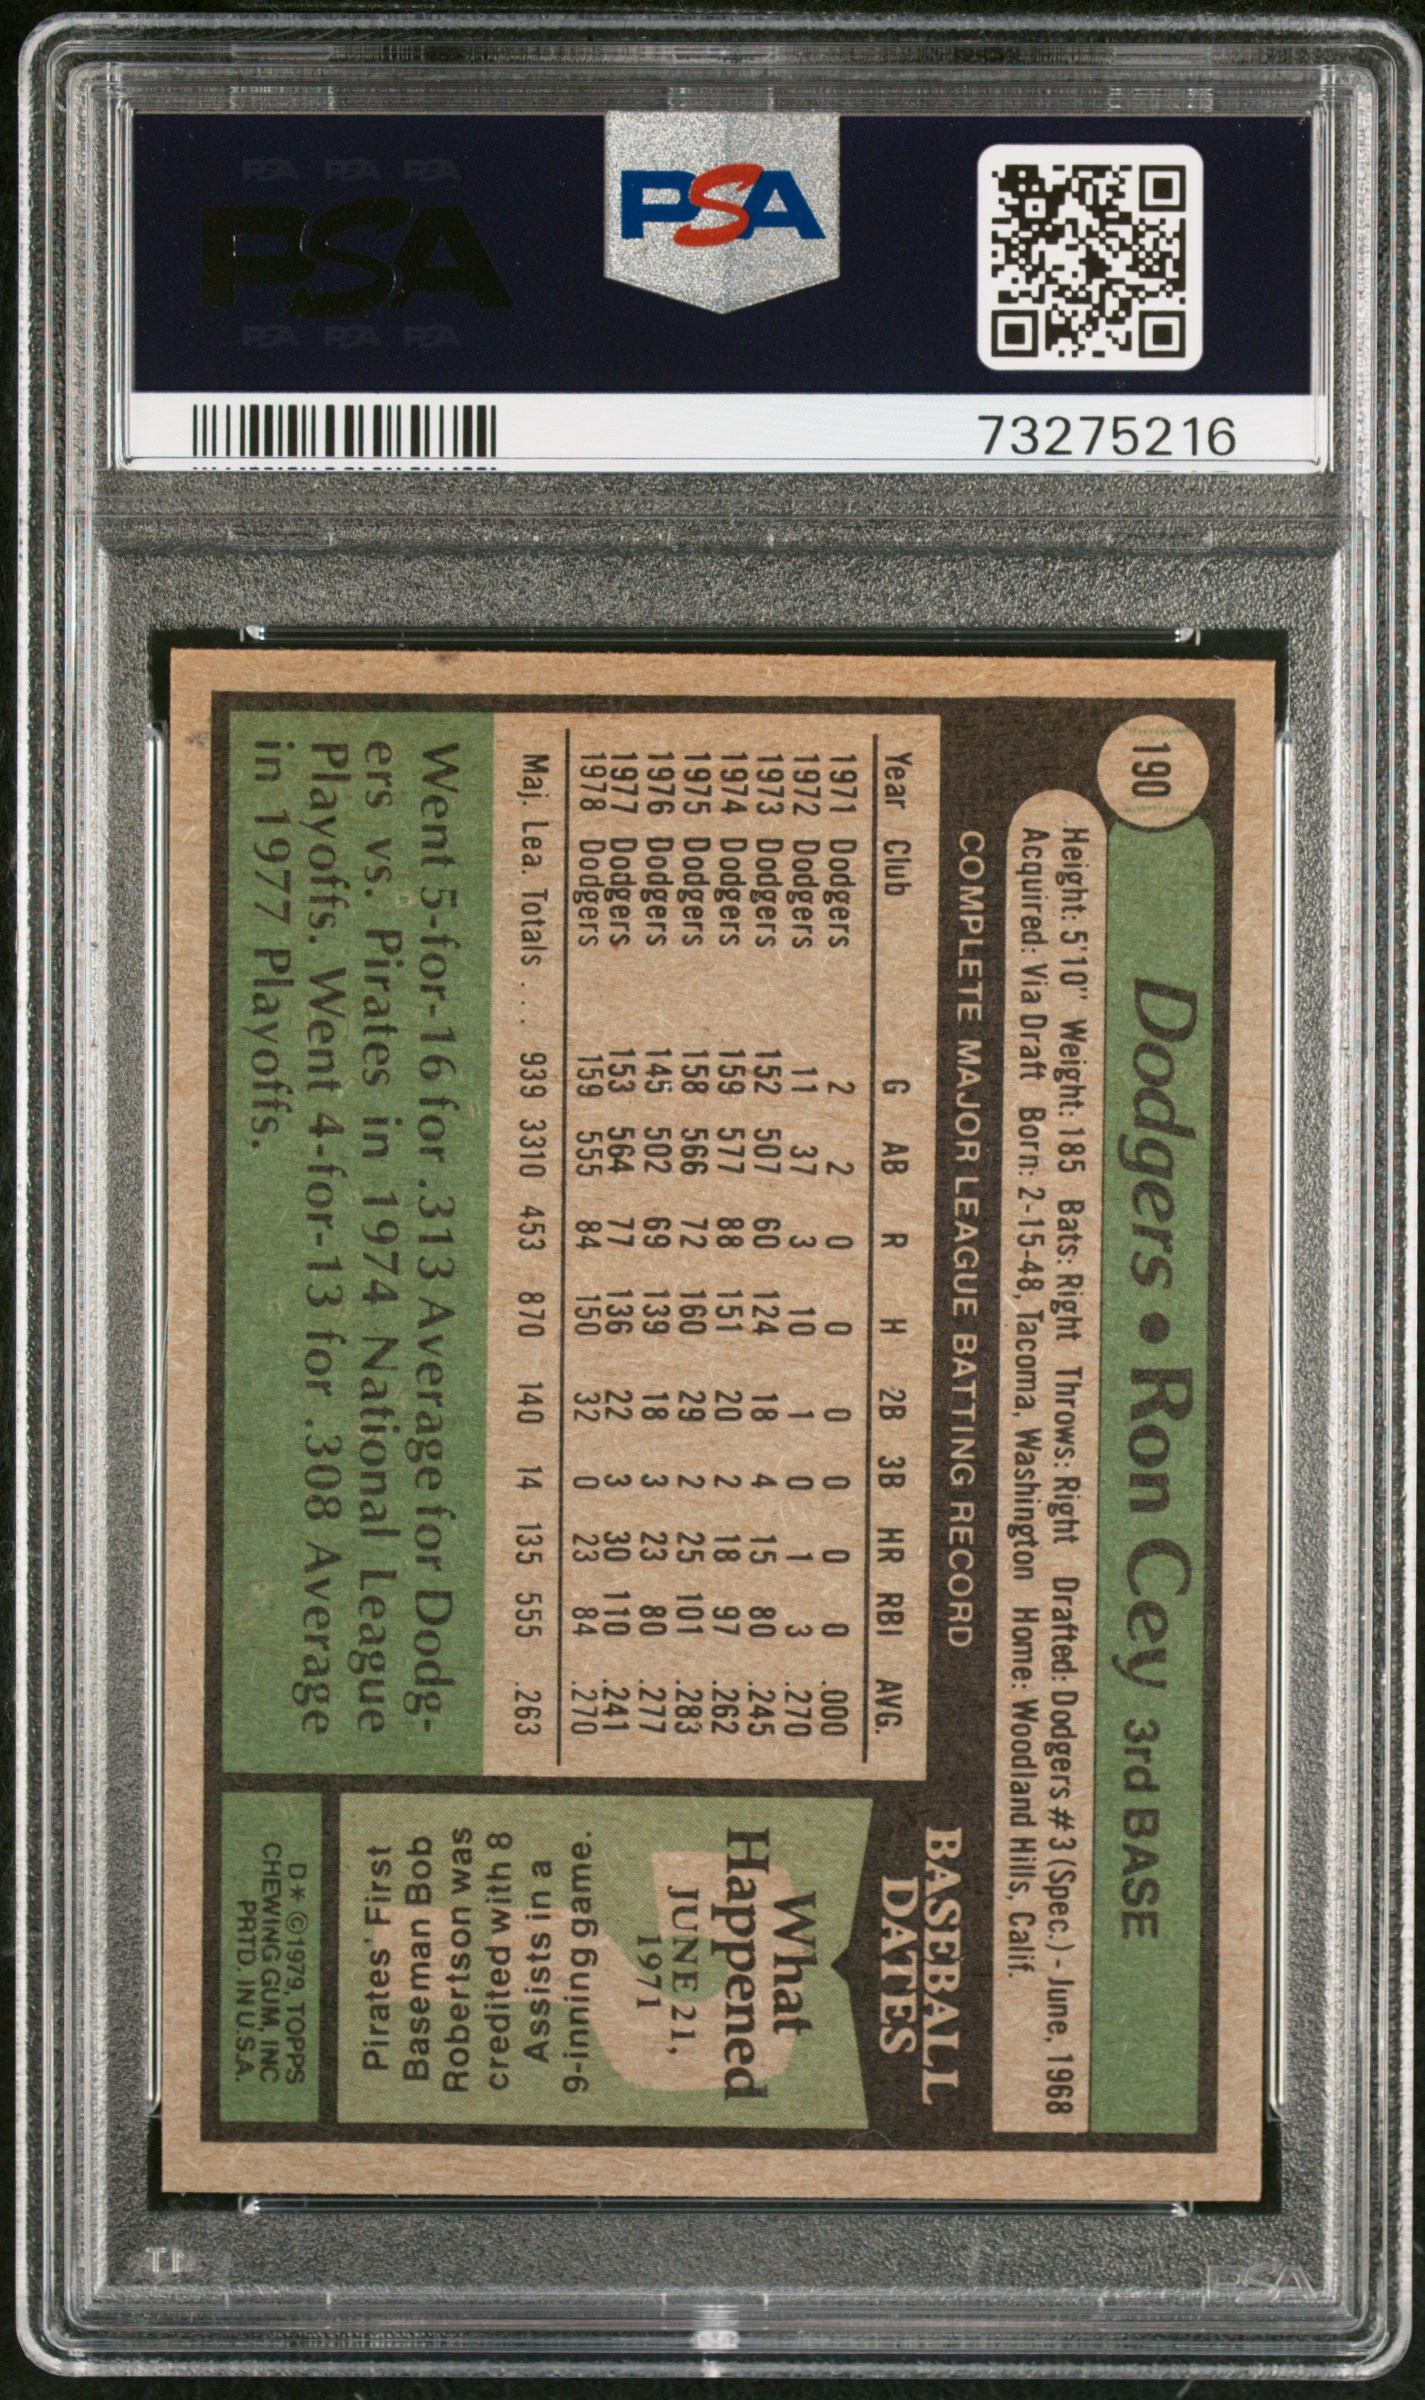 PSA PSA PSA
PSA
PSA PSA PSA
PSA
73275216
190
Dodgers • Ron Cey 3rd BASE
Height: 5'10" Weight: 185 Bats: Right Throws: Right Drafted: Dodgers #3 (Spec.) - June, 1968
Acquired: Via Draft Born: 2-15-48, Tacoma, Washington Home: Woodland Hills, Calif.
COMPLETE MAJOR LEAGUE BATTING RECORD
Year Club G AB R H 2B 3B HR RBI AVG.
1971 Dodgers 2 2 0 0 0 0 0 0 .000
1972 Dodgers 11 37 3 10 1 0 1 3 .270
1973 Dodgers 152 507 60 124 18 4 15 80 .245
1974 Dodgers 159 577 88 151 20 2 18 97 .262
1975 Dodgers 158 566 72 160 29 2 25 101 .283
1976 Dodgers 145 502 69 139 18 3 23 80 .277
1977 Dodgers 153 564 77 136 22 3 30 110 .241
1978 Dodgers 159 555 84 150 32 0 23 84 .270
Maj. Lea. Totals . . . 939 3310 453 870 140 14 135 555 .263
Went 5-for-16 for .313 Average for Dodg-
ers vs. Pirates in 1974 National League
Playoffs. Went 4-for-13 for .308 Average
in 1977 Playoffs.
BASEBALL
DATES
What
Happened
JUNE 21,
1971
Pirates' First
Baseman Bob
Robertson was
credited with 8
Assists in a
9-inning game.
D* ©1979, TOPPS
CHEWING GUM, INC
PRTD. IN U.S.A.
PSA